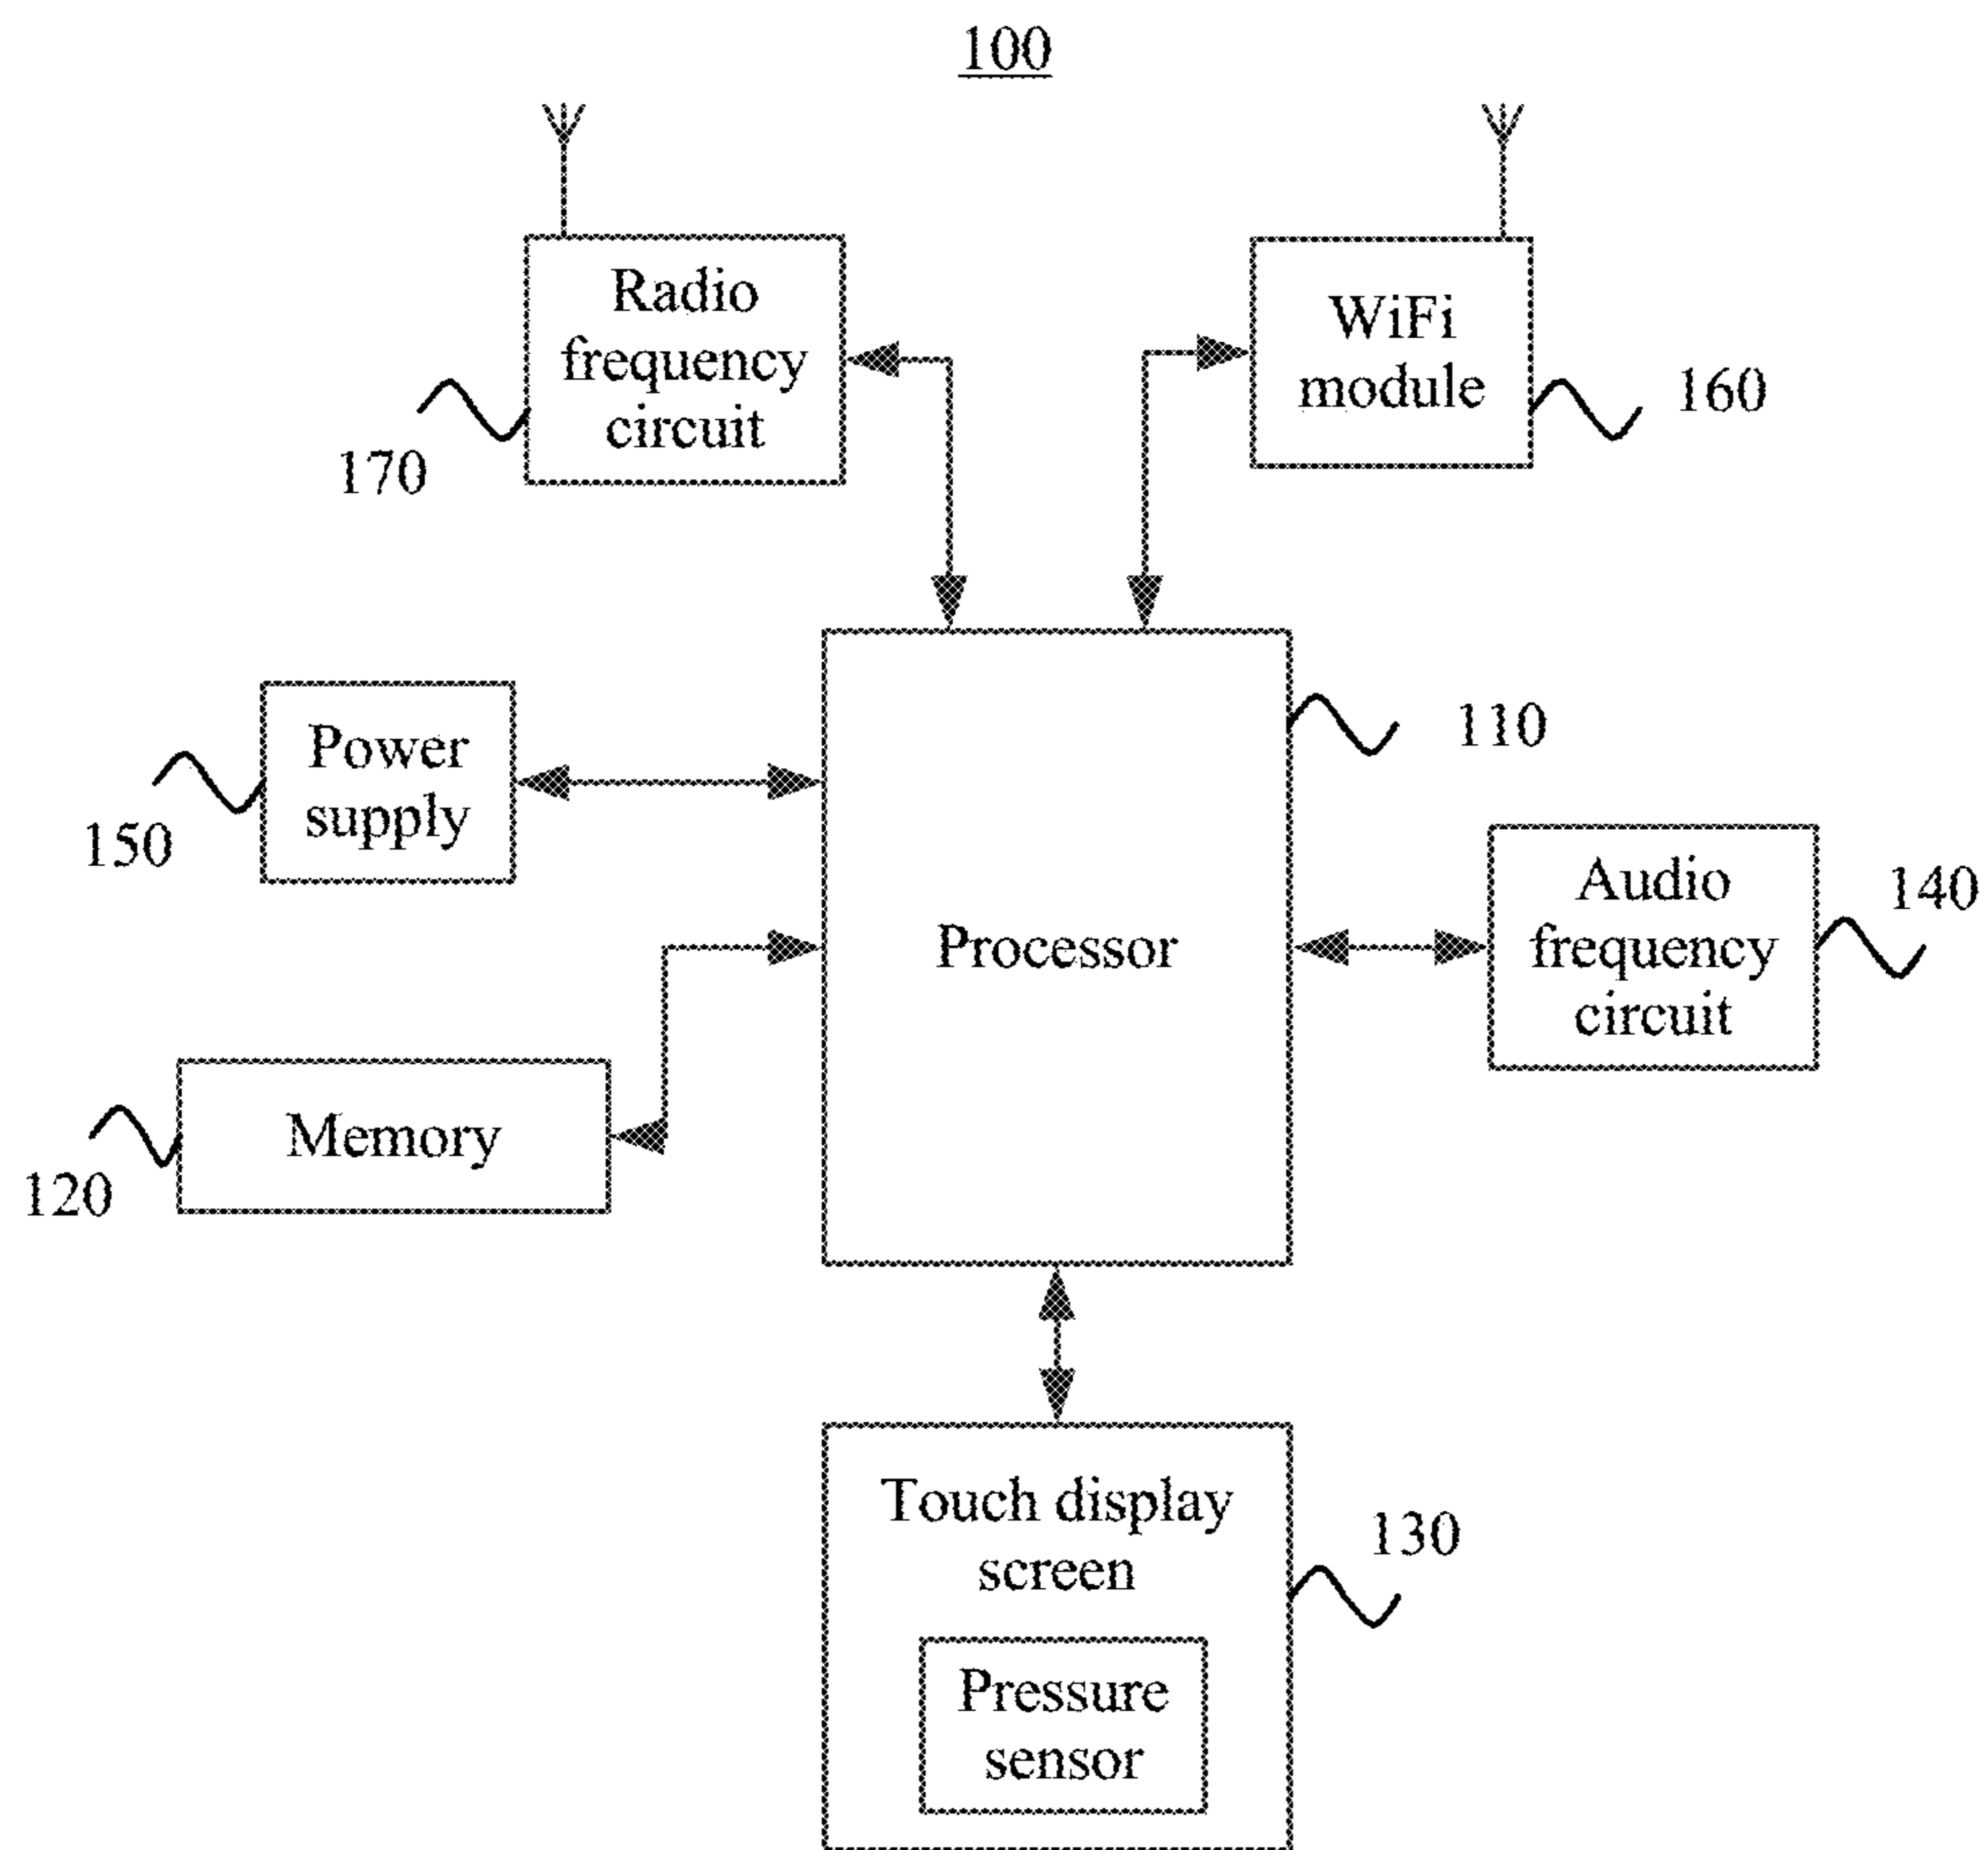 100
Radio
frequency
circuit
170
WiFi
module
160
Power
supply
150
Processor
110
Audio
frequency
circuit
140
Memory
120
Touch display
screen
130
Pressure
sensor